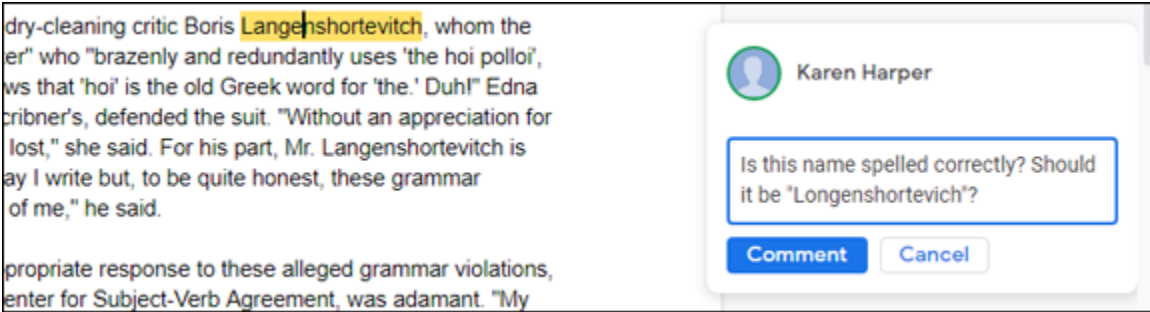 dry-cleaning critic Boris Langenshortevitch, whom the
er" who "brazenly and redundantly uses 'the hoi polloi',
ws that 'hoi' is the old Greek word for 'the.' Duh!" Edna
cribner's, defended the suit. "Without an appreciation for
lost," she said. For his part, Mr. Langenshortevitch is
ay I write but, to be quite honest, these grammar
of me," he said.
propriate response to these alleged grammar violations,
enter for Subject-Verb Agreement, was adamant. "My
Karen Harper
Is this name spelled correctly? Should
it be "Longenshortevich"?
Comment Cancel